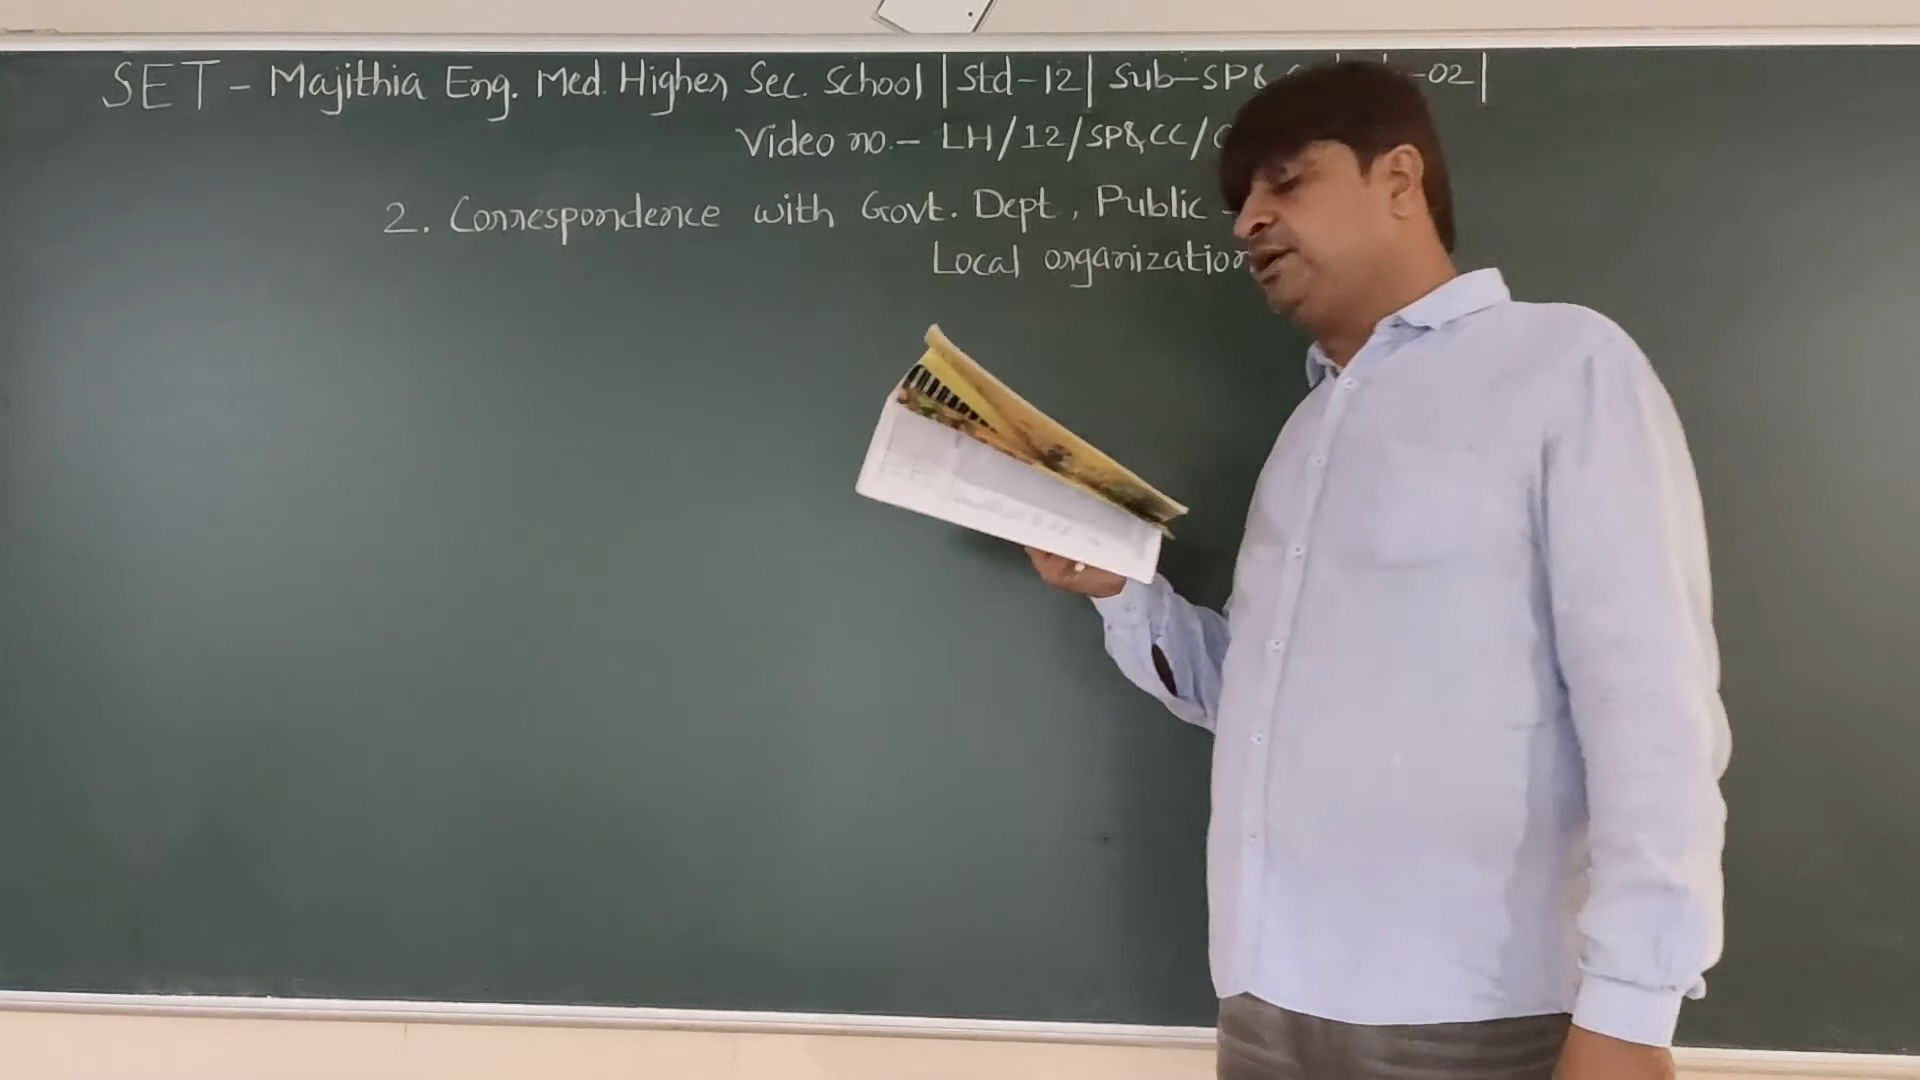 SET - Majithia Eng. Med. Higher Sec. School | Std-12 | Sub-SP& -02 |
Video no.- LH/12/SP&CC/
2. Correspondence with Govt. Dept, Public -
Local organization